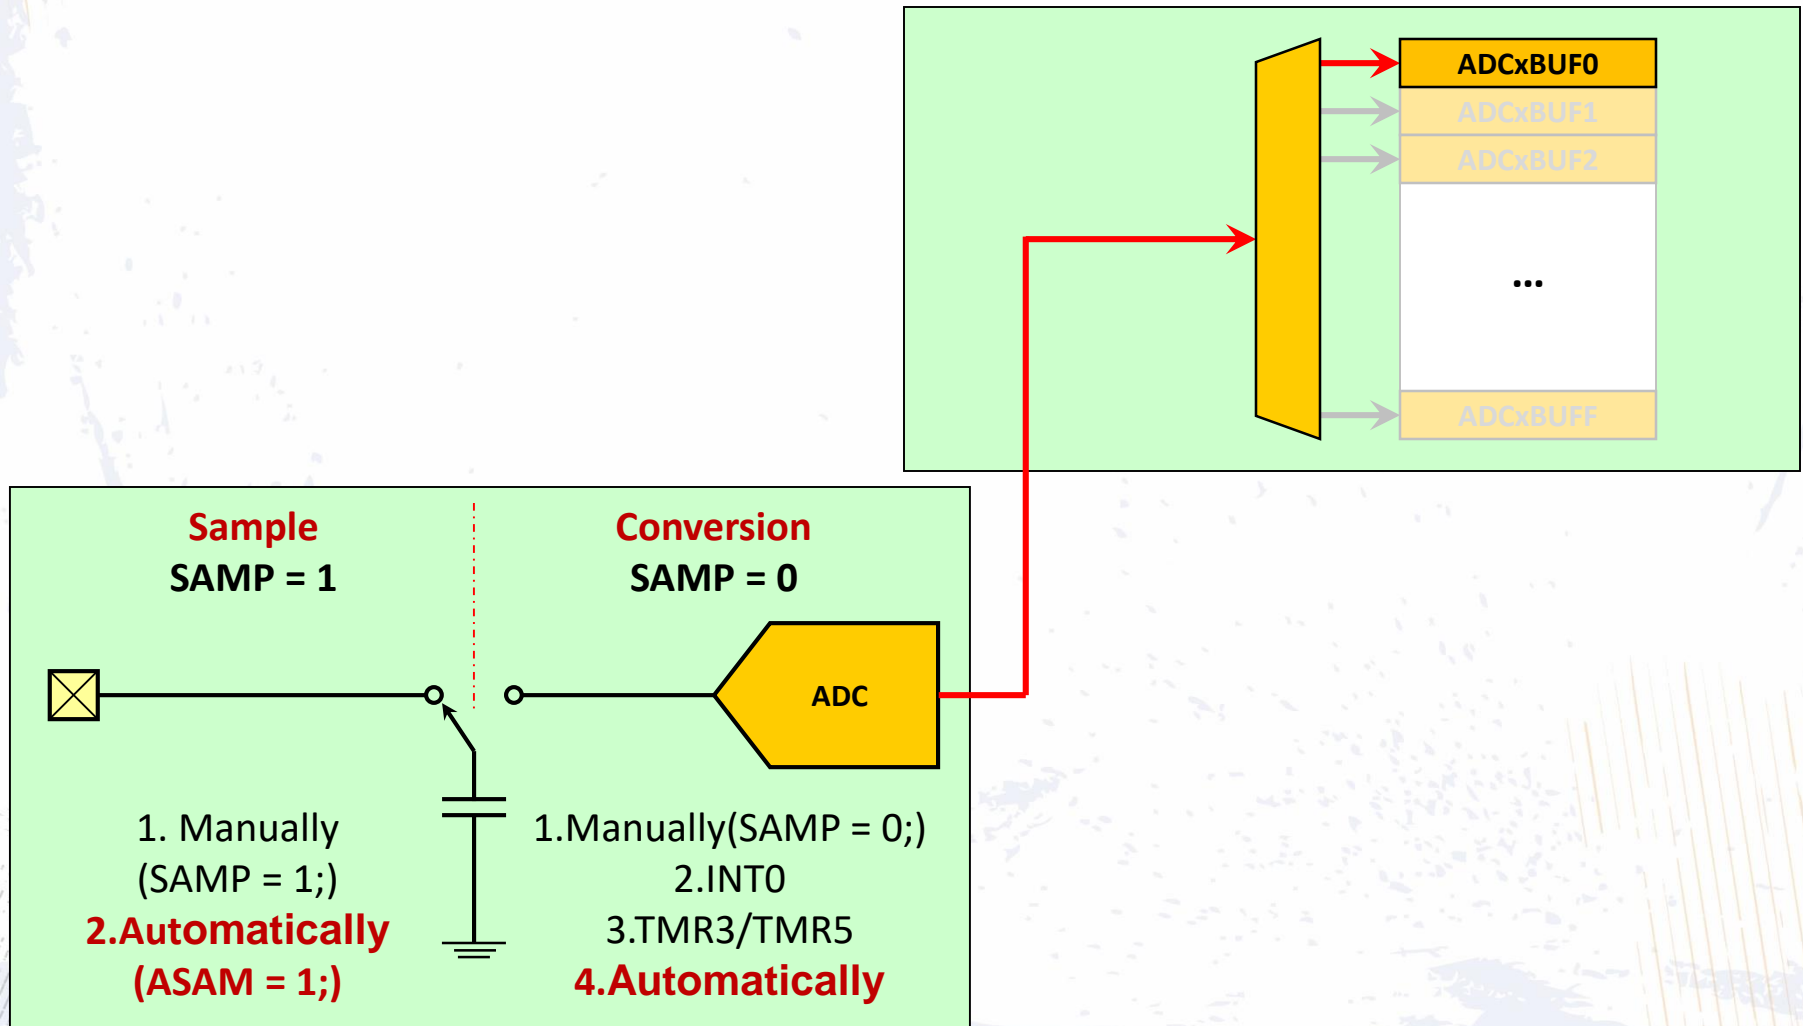 ADCxBUF0
ADCxBUF1
ADCxBUF2
...
ADCxBUFF
Sample
SAMP = 1
Conversion
SAMP = 0
ADC
1. Manually
(SAMP = 1;)
2.Automatically
(ASAM = 1;)
1.Manually(SAMP = 0;)
2.INT0
3.TMR3/TMR5
4.Automatically